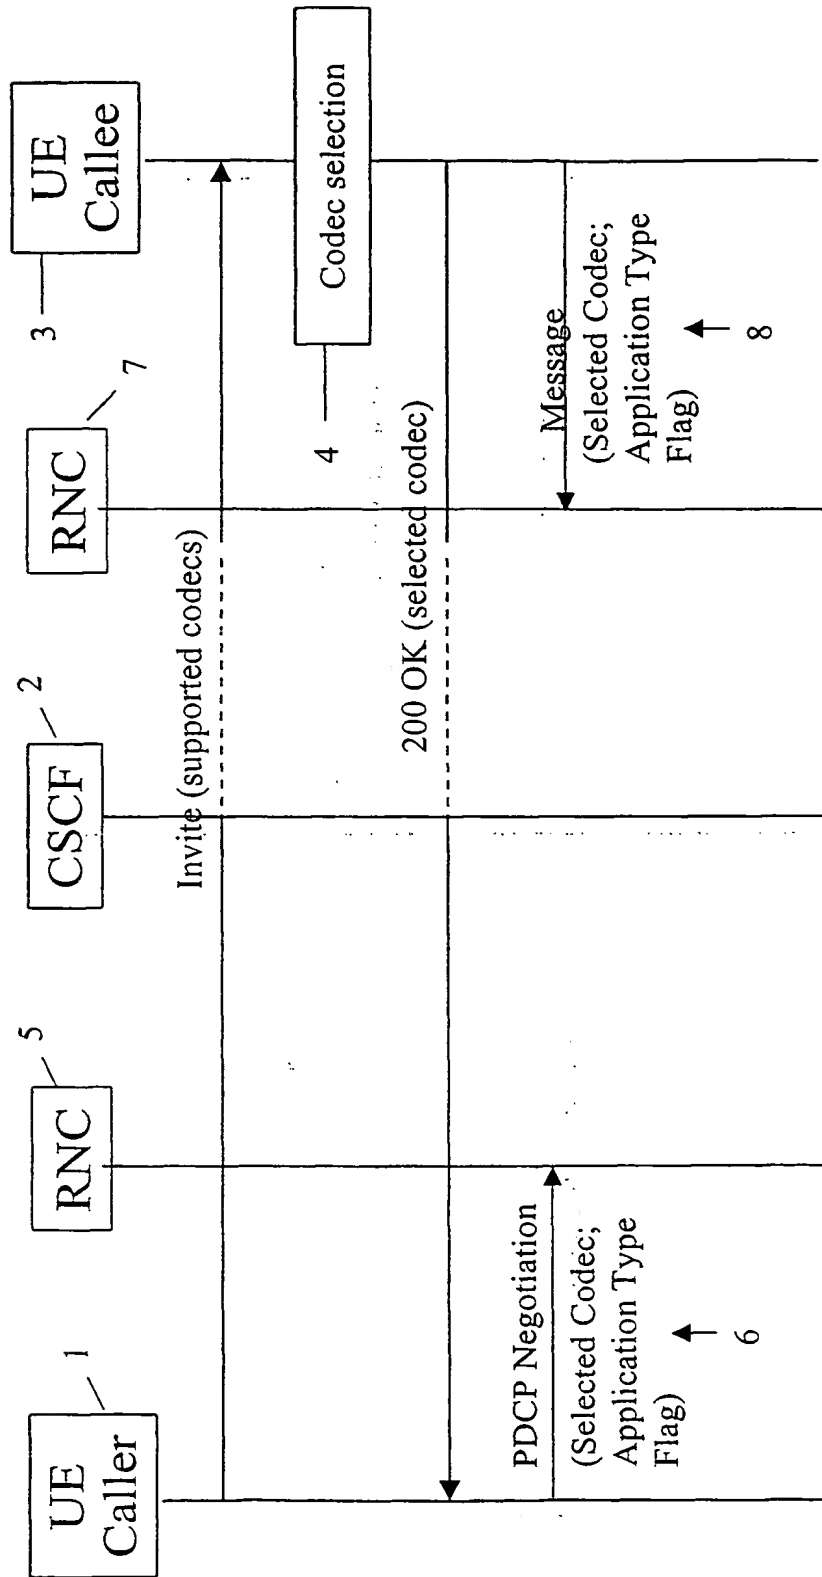 UE
Caller
1
RNC
5
CSCF
2
RNC
7
UE
Callee
3
Invite (supported codecs)
Codec selection
4
200 OK (selected codec)
PDCP Negotiation
(Selected Codec;
Application Type
Flag)
6
Message
(Selected Codec;
Application Type
Flag)
8